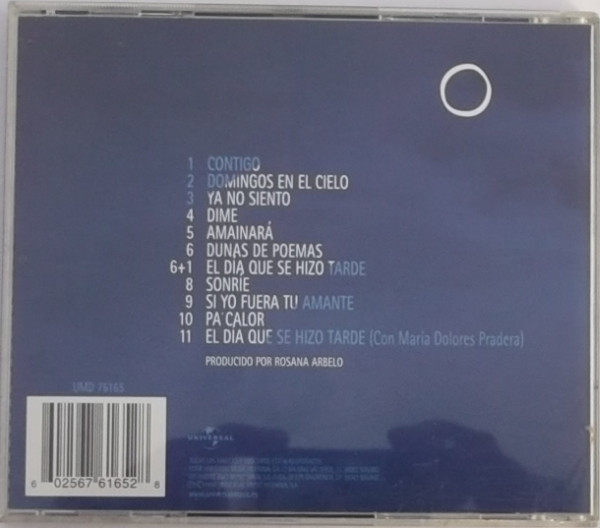 1 CONTIGO
2 DOMINGOS EN EL CIELO
3 YA NO SIENTO
4 DIME
5 AMAINARÁ
6 DUNAS DE POEMAS
6+1 EL DÍA QUE SE HIZO TARDE
8 SONRÍE
9 SI YO FUERA TU AMANTE
10 PA'CALOR
11 EL DÍA QUE SE HIZO TARDE (Con María Dolores Pradera)
PRODUCIDO POR ROSANA ARBELO
UMD 76165
6 02567 61652 8
UNIVERSAL